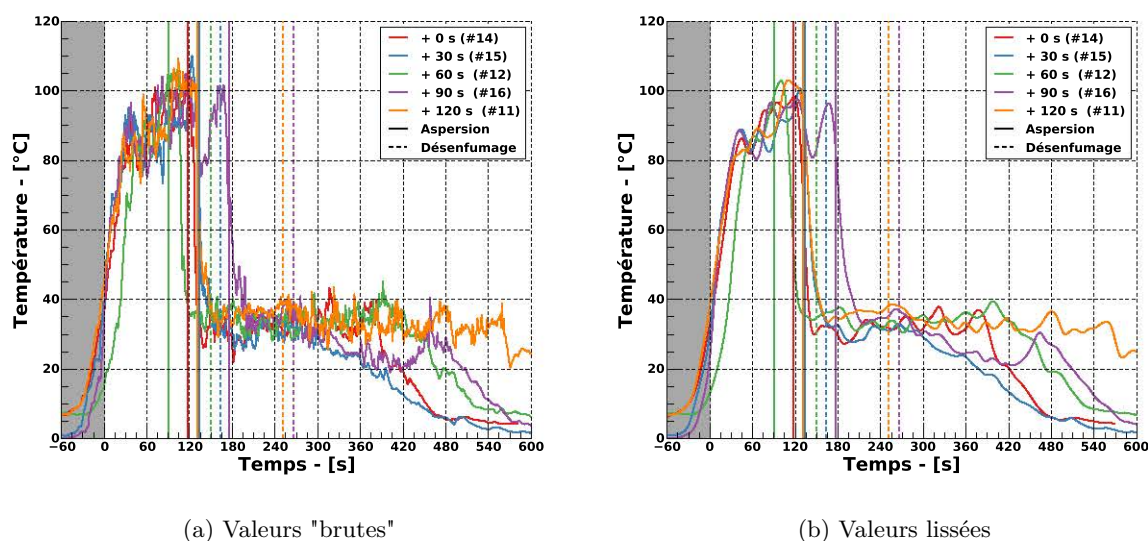 120
100
80
60
40
20
0
Température - [°C]
−60
0
60
120
180
240
300
360
420
480
540
600
Temps - [s]
+ 0 s (#14)
+ 30 s (#15)
+ 60 s (#12)
+ 90 s (#16)
+ 120 s (#11)
Aspersion
Désenfumage
(a) Valeurs "brutes"
120
100
80
60
40
20
0
Température - [°C]
−60
0
60
120
180
240
300
360
420
480
540
600
Temps - [s]
+ 0 s (#14)
+ 30 s (#15)
+ 60 s (#12)
+ 90 s (#16)
+ 120 s (#11)
Aspersion
Désenfumage
(b) Valeurs lissées